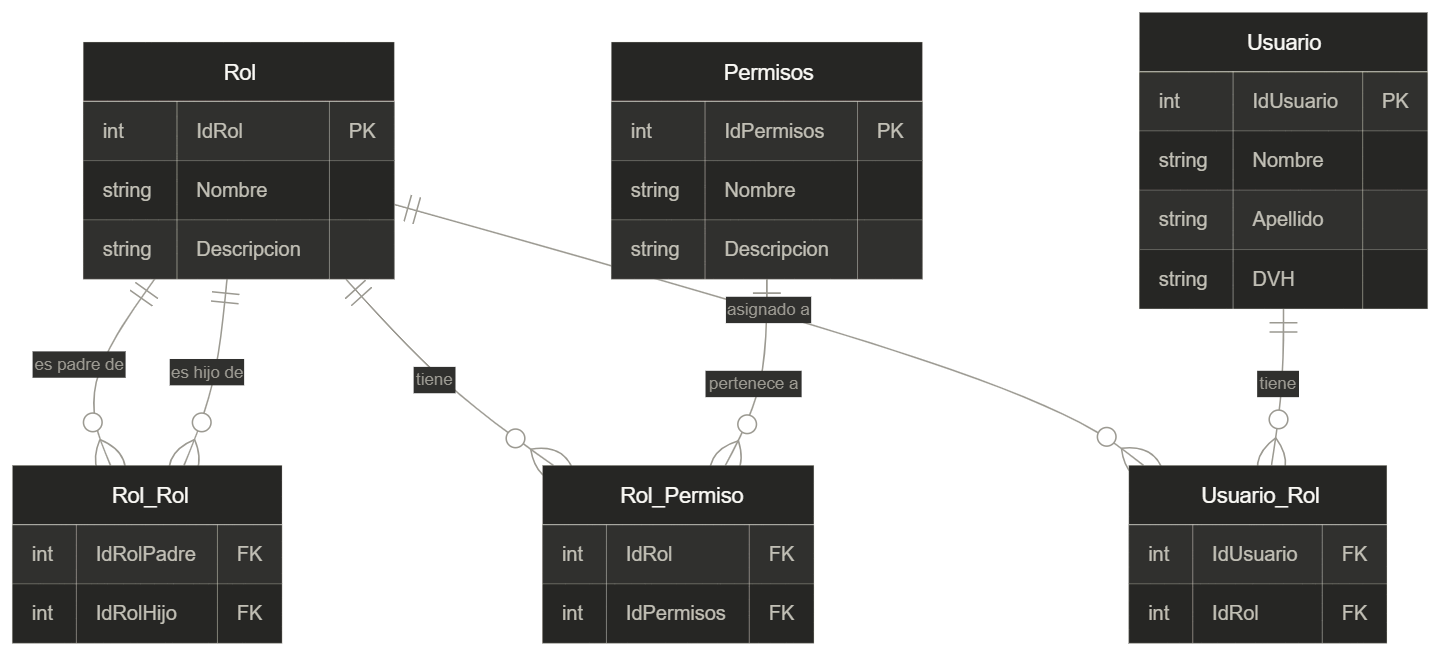 Rol
int IdRol PK
string Nombre
string Descripcion
Permisos
int IdPermisos PK
string Nombre
string Descripcion
Usuario
int IdUsuario PK
string Nombre
string Apellido
string DVH
asignado a
es padre de
es hijo de
tiene
pertenece a
tiene
Rol_Rol
int IdRolPadre FK
int IdRolHijo FK
Rol_Permiso
int IdRol FK
int IdPermisos FK
Usuario_Rol
int IdUsuario FK
int IdRol FK